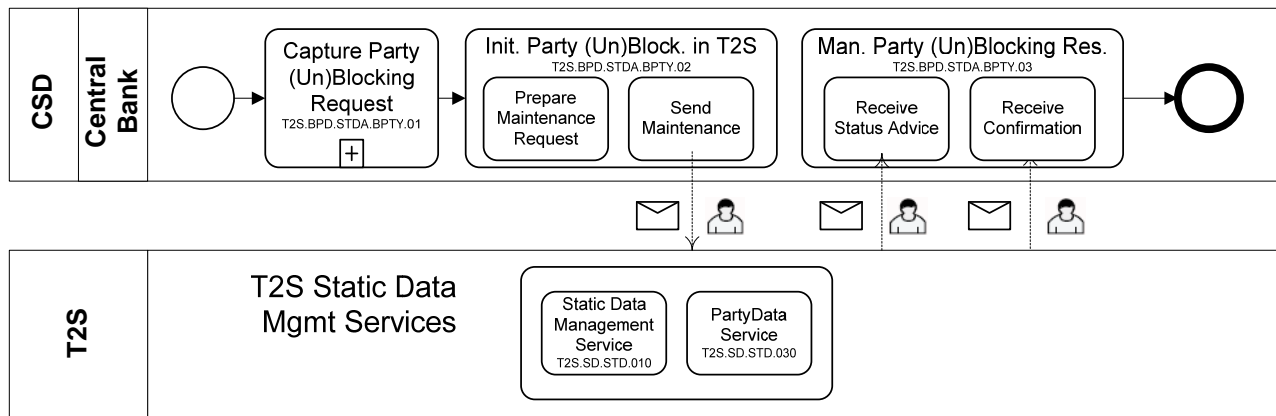 CSD
Central
Bank
Capture Party
(Un)Blocking
Request
T2S.BPD.STDA.BPTY.01
+
Init. Party (Un)Block. in T2S
T2S.BPD.STDA.BPTY.02
Prepare
Maintenance
Request
Send
Maintenance
Man. Party (Un)Blocking Res.
T2S.BPD.STDA.BPTY.03
Receive
Status Advice
Receive
Confirmation
T2S
T2S Static Data
Mgmt Services
Static Data
Management
Service
T2S.SD.STD.010
PartyData
Service
T2S.SD.STD.030